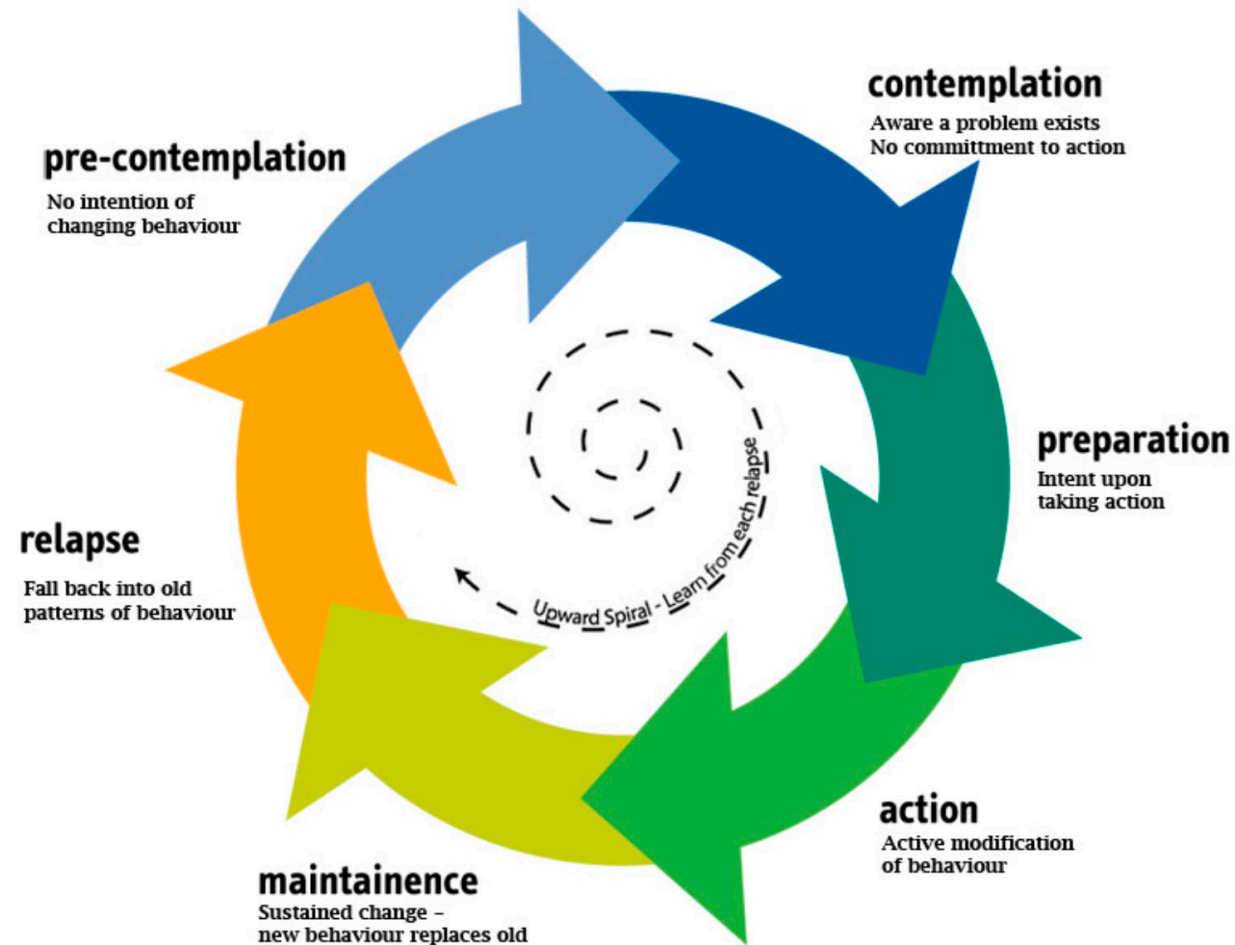 pre-contemplation
No intention of
changing behaviour
contemplation
Aware a problem exists
No committment to action
preparation
Intent upon
taking action
action
Active modification
of behaviour
maintainence
Sustained change –
new behaviour replaces old
relapse
Fall back into old
patterns of behaviour
Upward Spiral - Learn from each relapse